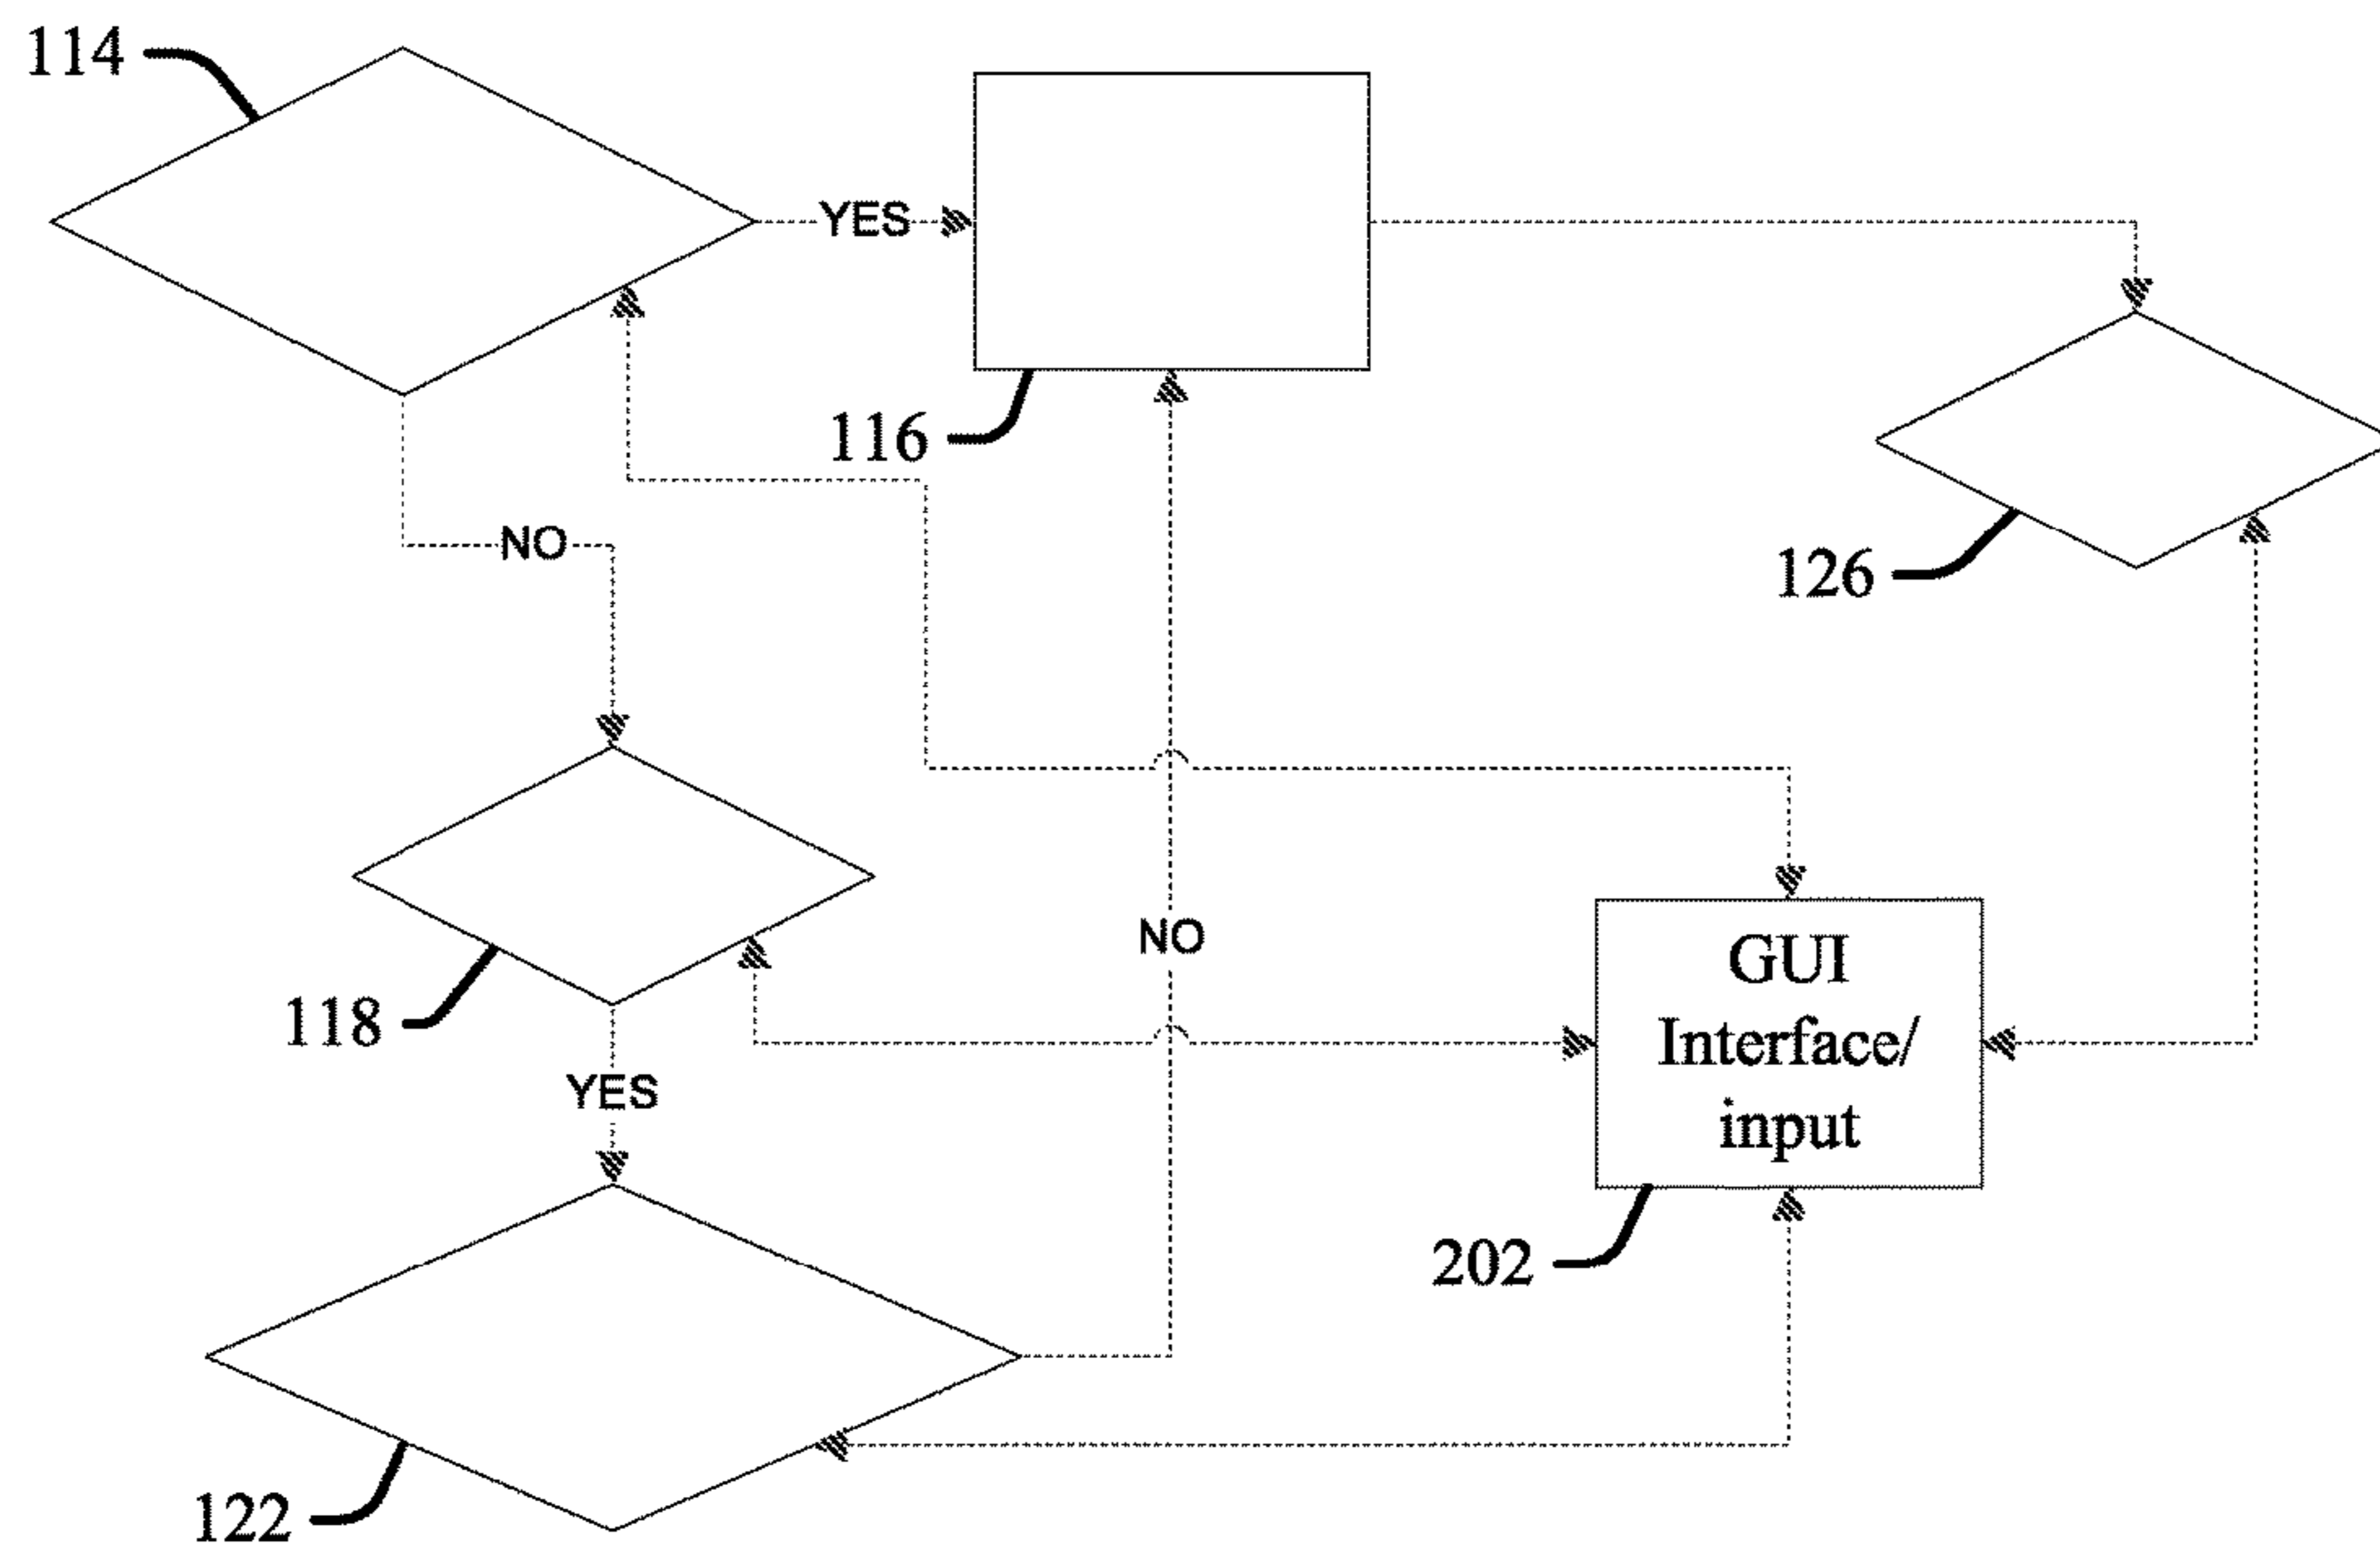 114
YES
116
126
NO
118
NO
GUI
Interface/
input
YES
202
122